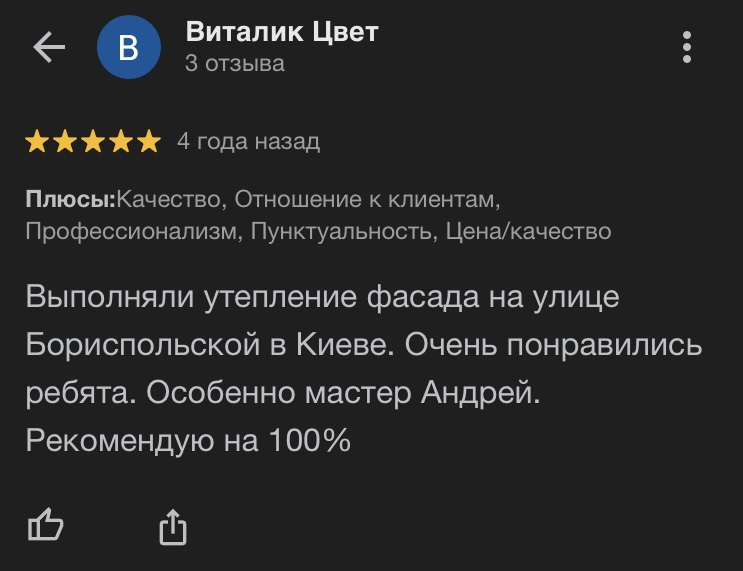 В
Виталик Цвет
3 отзыва
4 года назад
Плюсы:Качество, Отношение к клиентам,
Профессионализм, Пунктуальность, Цена/качество
Выполняли утепление фасада на улице
Бориспольской в Киеве. Очень понравились
ребята. Особенно мастер Андрей.
Рекомендую на 100%